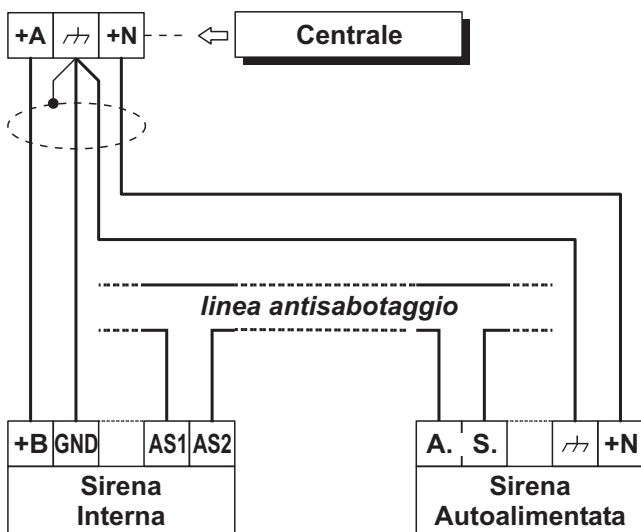 +A +N Centrale
linea antisabotaggio
+B GND AS1 AS2 A. S. +N
Sirena Sirena
Interna Autoalimentata